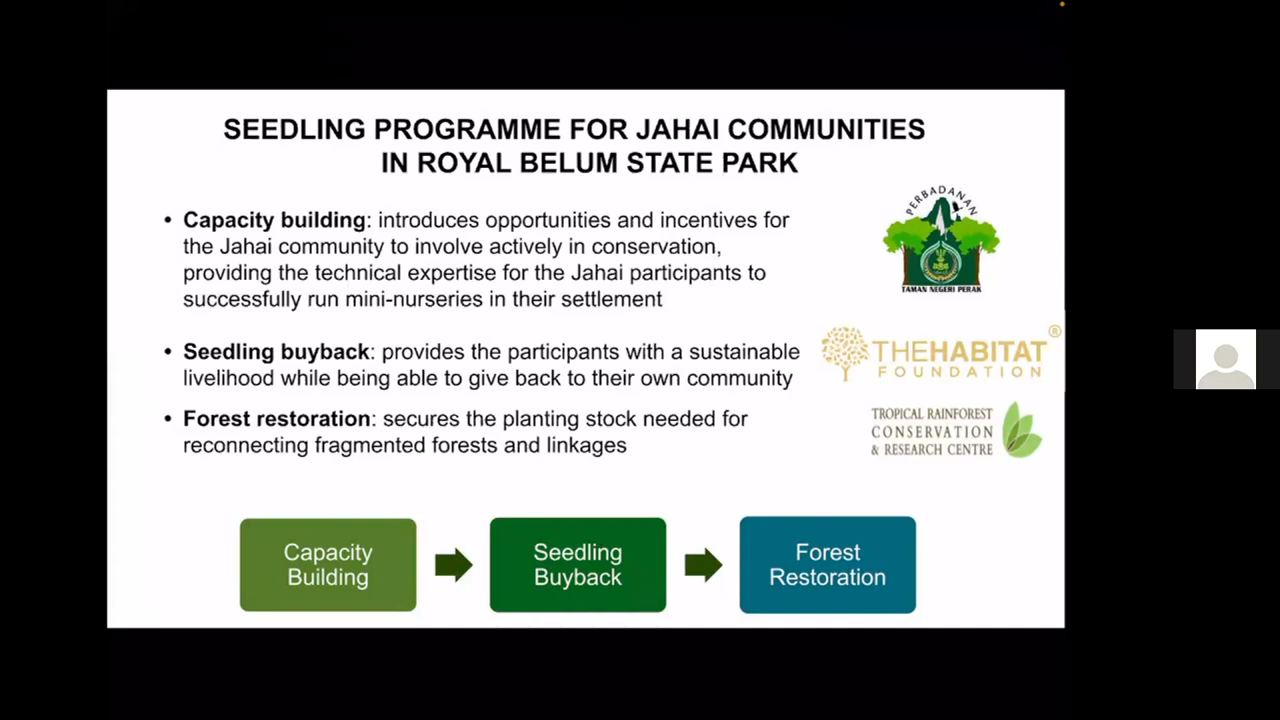 SEEDLING PROGRAMME FOR JAHAI COMMUNITIES
IN ROYAL BELUM STATE PARK
• Capacity building: introduces opportunities and incentives for
the Jahai community to involve actively in conservation,
providing the technical expertise for the Jahai participants to
successfully run mini-nurseries in their settlement
• Seedling buyback: provides the participants with a sustainable
livelihood while being able to give back to their own community
• Forest restoration: secures the planting stock needed for
reconnecting fragmented forests and linkages
PERBADANAN
TAMAN NEGERI PERAK
THEHABITAT®
FOUNDATION
TROPICAL RAINFOREST
CONSERVATION
& RESEARCH CENTRE
Capacity
Building
Seedling
Buyback
Forest
Restoration